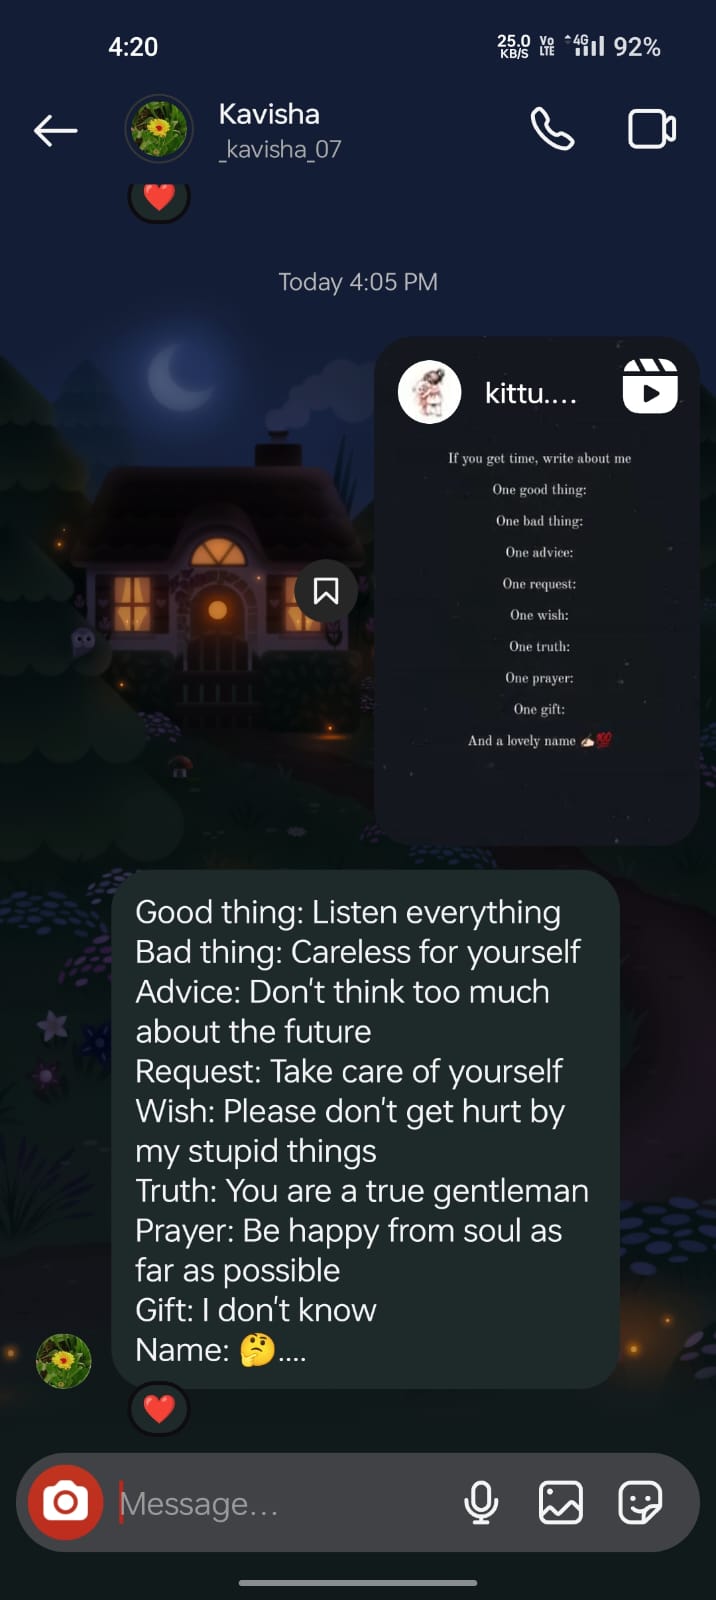 4:20
25.0 KB/S Vo LTE 4G 92%
Kavisha
_kavisha_07
Today 4:05 PM
kittu....
If you get time, write about me
One good thing:
One bad thing:
One advice:
One request:
One wish:
One truth:
One prayer:
One gift:
And a lovely name ✍🏻💯
Good thing: Listen everything
Bad thing: Careless for yourself
Advice: Don't think too much
about the future
Request: Take care of yourself
Wish: Please don't get hurt by
my stupid things
Truth: You are a true gentleman
Prayer: Be happy from soul as
far as possible
Gift: I don't know
Name: 🤔....
Message...